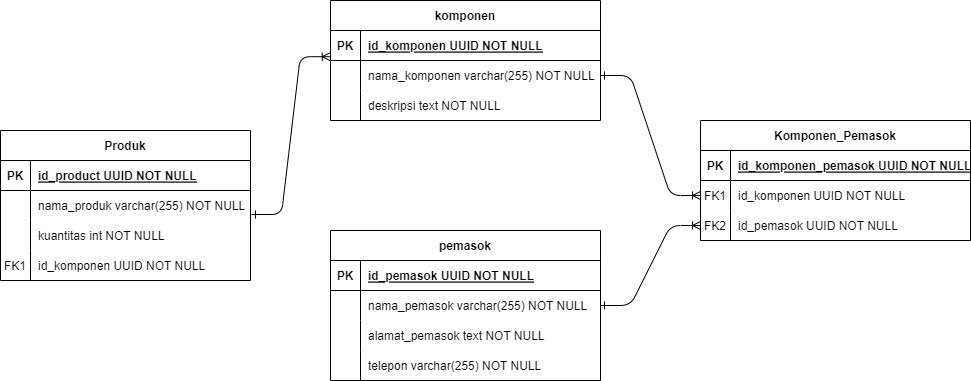 komponen
PK id_komponen UUID NOT NULL
nama_komponen varchar(255) NOT NULL
deskripsi text NOT NULL
Produk
PK id_product UUID NOT NULL
nama_produk varchar(255) NOT NULL
kuantitas int NOT NULL
FK1 id_komponen UUID NOT NULL
Komponen_Pemasok
PK id_komponen_pemasok UUID NOT NULL
FK1 id_komponen UUID NOT NULL
FK2 id_pemasok UUID NOT NULL
pemasok
PK id_pemasok UUID NOT NULL
nama_pemasok varchar(255) NOT NULL
alamat_pemasok text NOT NULL
telepon varchar(255) NOT NULL